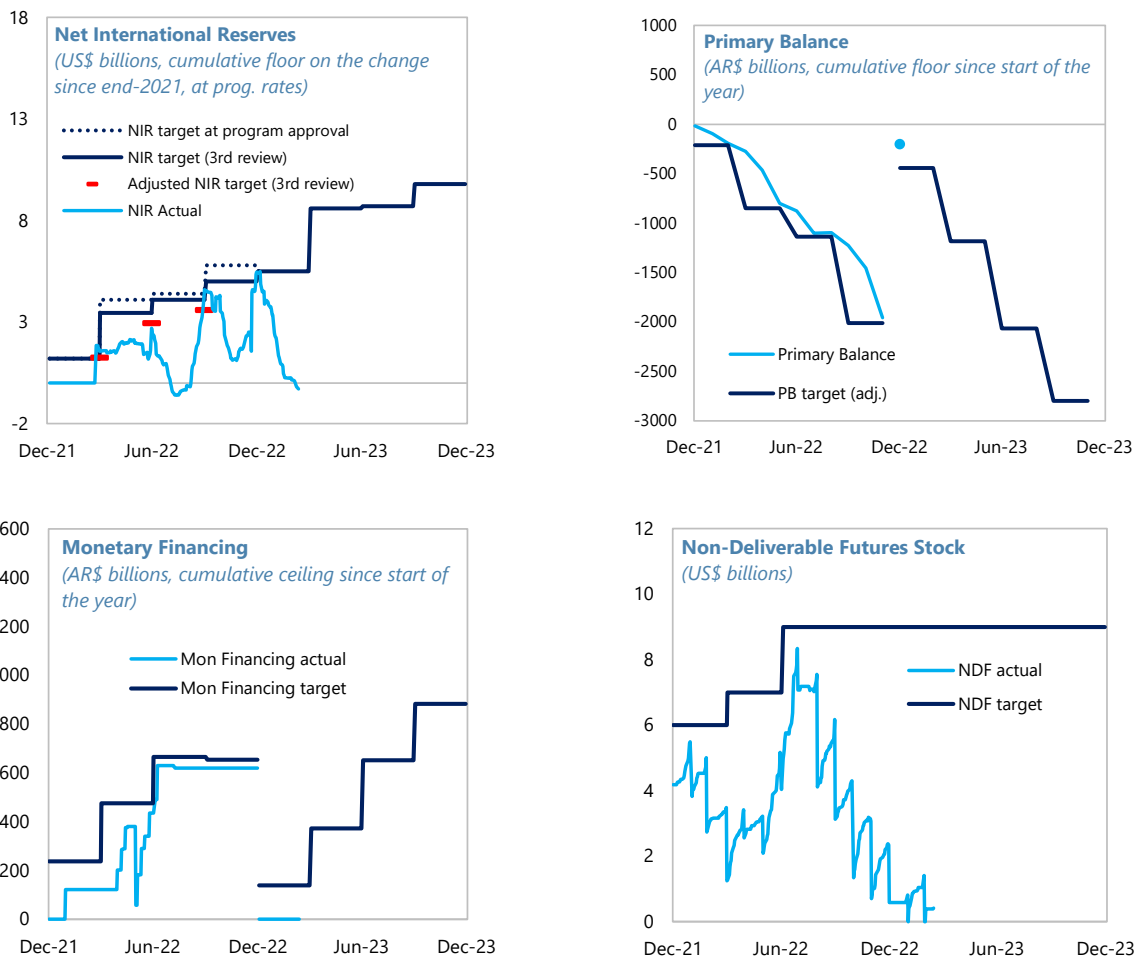 Net International Reserves
(US$ billions, cumulative floor on the change
since end-2021, at prog. rates)
NIR target at program approval
NIR target (3rd review)
Adjusted NIR target (3rd review)
NIR Actual
18
13
8
3
-2
Dec-21 Jun-22 Dec-22 Jun-23 Dec-23
Primary Balance
(AR$ billions, cumulative floor since start of the
year)
1000
500
0
-500
-1000
-1500
-2000
-2500
-3000
Primary Balance
PB target (adj.)
Dec-21 Jun-22 Dec-22 Jun-23 Dec-23
Monetary Financing
(AR$ billions, cumulative ceiling since start of
the year)
Mon Financing actual
Mon Financing target
600
400
200
000
800
600
400
200
0
Dec-21 Jun-22 Dec-22 Jun-23 Dec-23
Non-Deliverable Futures Stock
(US$ billions)
NDF actual
NDF target
12
10
8
6
4
2
0
Dec-21 Jun-22 Dec-22 Jun-23 Dec-23